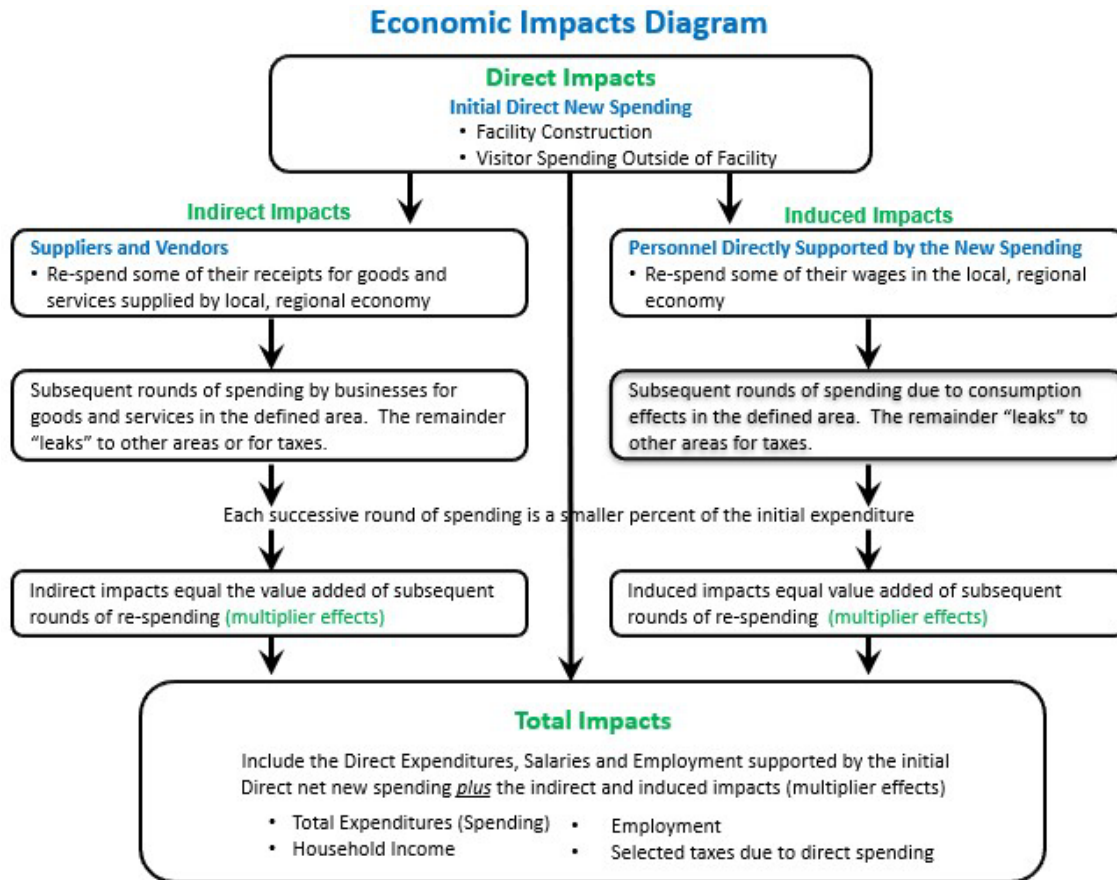 Economic Impacts Diagram
Direct Impacts
Initial Direct New Spending
• Facility Construction
• Visitor Spending Outside of Facility
Indirect Impacts
Suppliers and Vendors
• Re-spend some of their receipts for goods and
services supplied by local, regional economy
Subsequent rounds of spending by businesses for
goods and services in the defined area. The remainder
“leaks” to other areas or for taxes.
Induced Impacts
Personnel Directly Supported by the New Spending
• Re-spend some of their wages in the local, regional
economy
Subsequent rounds of spending due to consumption
effects in the defined area. The remainder “leaks” to
other areas for taxes.
Each successive round of spending is a smaller percent of the initial expenditure
Indirect impacts equal the value added of subsequent
rounds of re-spending (multiplier effects)
Induced impacts equal value added of subsequent
rounds of re-spending (multiplier effects)
Total Impacts
Include the Direct Expenditures, Salaries and Employment supported by the initial
Direct net new spending plus the indirect and induced impacts (multiplier effects)
• Total Expenditures (Spending)
• Household Income
• Employment
• Selected taxes due to direct spending